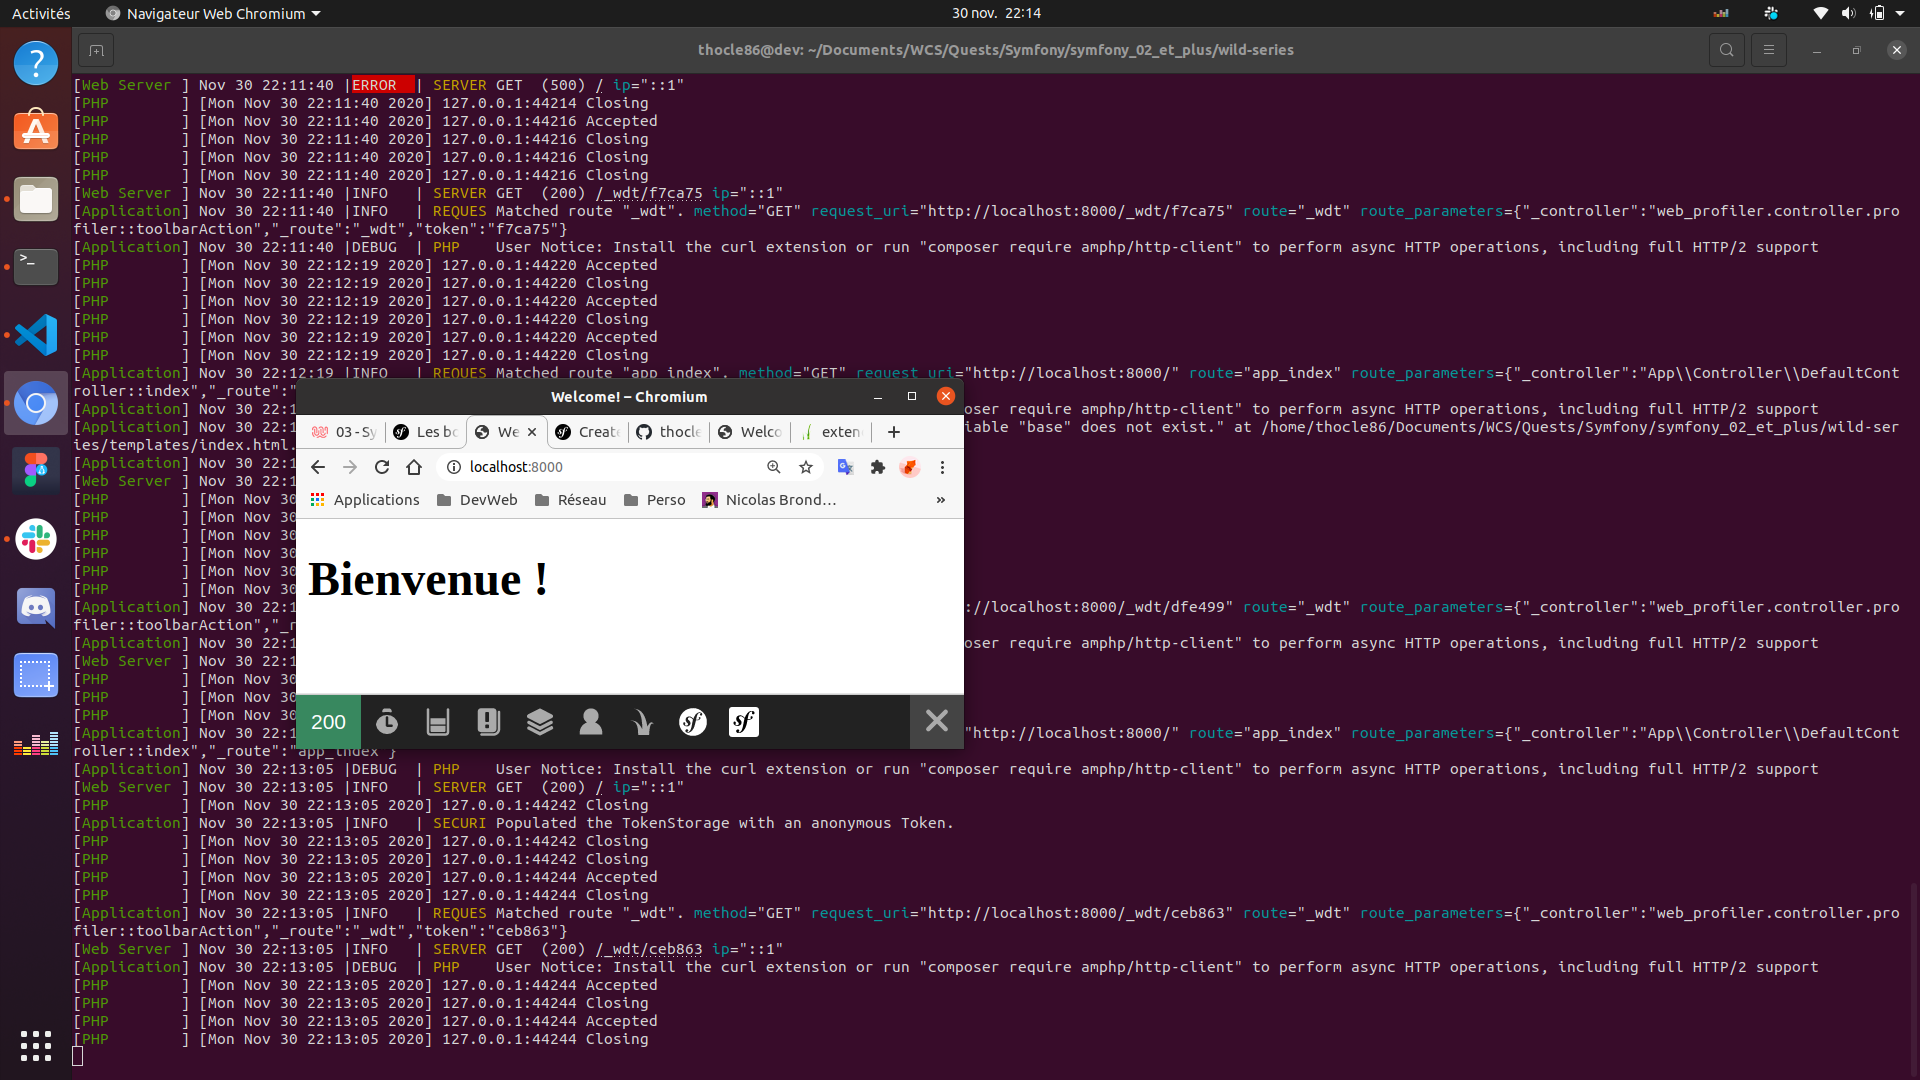 Activités
Navigateur Web Chromium
30 nov.  22:14
thocle86@dev: ~/Documents/WCS/Quests/Symfony/symfony_02_et_plus/wild-series
[Web Server ] Nov 30 22:11:40 |ERROR  | SERVER GET  (500) / ip="::1"
[PHP        ] [Mon Nov 30 22:11:40 2020] 127.0.0.1:44214 Closing
[PHP        ] [Mon Nov 30 22:11:40 2020] 127.0.0.1:44216 Accepted
[PHP        ] [Mon Nov 30 22:11:40 2020] 127.0.0.1:44216 Closing
[PHP        ] [Mon Nov 30 22:11:40 2020] 127.0.0.1:44216 Closing
[PHP        ] [Mon Nov 30 22:11:40 2020] 127.0.0.1:44216 Closing
[Web Server ] Nov 30 22:11:40 |INFO   | SERVER GET  (200) /_wdt/f7ca75 ip="::1"
[Application] Nov 30 22:11:40 |INFO   | REQUES Matched route "_wdt". method="GET" request_uri="http://localhost:8000/_wdt/f7ca75" route="_wdt" route_parameters={"_controller":"web_profiler.controller.pro
filer::toolbarAction","_route":"_wdt","token":"f7ca75"}
[Application] Nov 30 22:11:40 |DEBUG  | PHP    User Notice: Install the curl extension or run "composer require amphp/http-client" to perform async HTTP operations, including full HTTP/2 support
[PHP        ] [Mon Nov 30 22:12:19 2020] 127.0.0.1:44220 Accepted
[PHP        ] [Mon Nov 30 22:12:19 2020] 127.0.0.1:44220 Closing
[PHP        ] [Mon Nov 30 22:12:19 2020] 127.0.0.1:44220 Accepted
[PHP        ] [Mon Nov 30 22:12:19 2020] 127.0.0.1:44220 Closing
[PHP        ] [Mon Nov 30 22:12:19 2020] 127.0.0.1:44220 Accepted
[PHP        ] [Mon Nov 30 22:12:19 2020] 127.0.0.1:44220 Closing
[Application] Nov 30 22:12:19 |INFO   | REQUES Matched route "app_index". method="GET" request_uri="http://localhost:8000/" route="app_index" route_parameters={"_controller":"App\\Controller\\DefaultCont
roller::index","_route":"
[Application] Nov 30 22:1 oser require amphp/http-client" to perform async HTTP operations, including full HTTP/2 support
[Application] Nov 30 22:1 iable "base" does not exist." at /home/thocle86/Documents/WCS/Quests/Symfony/symfony_02_et_plus/wild-ser
ies/templates/index.html.
[Application] Nov 30 22:1
[Web Server ] Nov 30 22:1
[PHP        ] [Mon Nov 30
[PHP        ] [Mon Nov 30
[PHP        ] [Mon Nov 30
[PHP        ] [Mon Nov 30
[PHP        ] [Mon Nov 30
[PHP        ] [Mon Nov 30
[Application] Nov 30 22:1 ://localhost:8000/_wdt/dfe499" route="_wdt" route_parameters={"_controller":"web_profiler.controller.pro
filer::toolbarAction","_r
[Application] Nov 30 22:1 oser require amphp/http-client" to perform async HTTP operations, including full HTTP/2 support
[Web Server ] Nov 30 22:1
[PHP        ] [Mon Nov 30
[PHP        ] [Mon Nov 30
[PHP        ] [Mon Nov 30
[Application] Nov 30 22:1 "http://localhost:8000/" route="app_index" route_parameters={"_controller":"App\\Controller\\DefaultCont
roller::index","_route":"app_index"}
[Application] Nov 30 22:13:05 |DEBUG  | PHP    User Notice: Install the curl extension or run "composer require amphp/http-client" to perform async HTTP operations, including full HTTP/2 support
[Web Server ] Nov 30 22:13:05 |INFO   | SERVER GET  (200) / ip="::1"
[PHP        ] [Mon Nov 30 22:13:05 2020] 127.0.0.1:44242 Closing
[Application] Nov 30 22:13:05 |INFO   | SECURI Populated the TokenStorage with an anonymous Token.
[PHP        ] [Mon Nov 30 22:13:05 2020] 127.0.0.1:44242 Closing
[PHP        ] [Mon Nov 30 22:13:05 2020] 127.0.0.1:44242 Closing
[PHP        ] [Mon Nov 30 22:13:05 2020] 127.0.0.1:44244 Accepted
[PHP        ] [Mon Nov 30 22:13:05 2020] 127.0.0.1:44244 Closing
[Application] Nov 30 22:13:05 |INFO   | REQUES Matched route "_wdt". method="GET" request_uri="http://localhost:8000/_wdt/ceb863" route="_wdt" route_parameters={"_controller":"web_profiler.controller.pro
filer::toolbarAction","_route":"_wdt","token":"ceb863"}
[Web Server ] Nov 30 22:13:05 |INFO   | SERVER GET  (200) /_wdt/ceb863 ip="::1"
[Application] Nov 30 22:13:05 |DEBUG  | PHP    User Notice: Install the curl extension or run "composer require amphp/http-client" to perform async HTTP operations, including full HTTP/2 support
[PHP        ] [Mon Nov 30 22:13:05 2020] 127.0.0.1:44244 Accepted
[PHP        ] [Mon Nov 30 22:13:05 2020] 127.0.0.1:44244 Closing
[PHP        ] [Mon Nov 30 22:13:05 2020] 127.0.0.1:44244 Accepted
[PHP        ] [Mon Nov 30 22:13:05 2020] 127.0.0.1:44244 Closing
Welcome! – Chromium
03 - Sy
Les bo
We
Create
thocle
Welco
exten
localhost:8000
Applications
DevWeb
Réseau
Perso
Nicolas Brond…
»
Bienvenue !
200
sf
sf